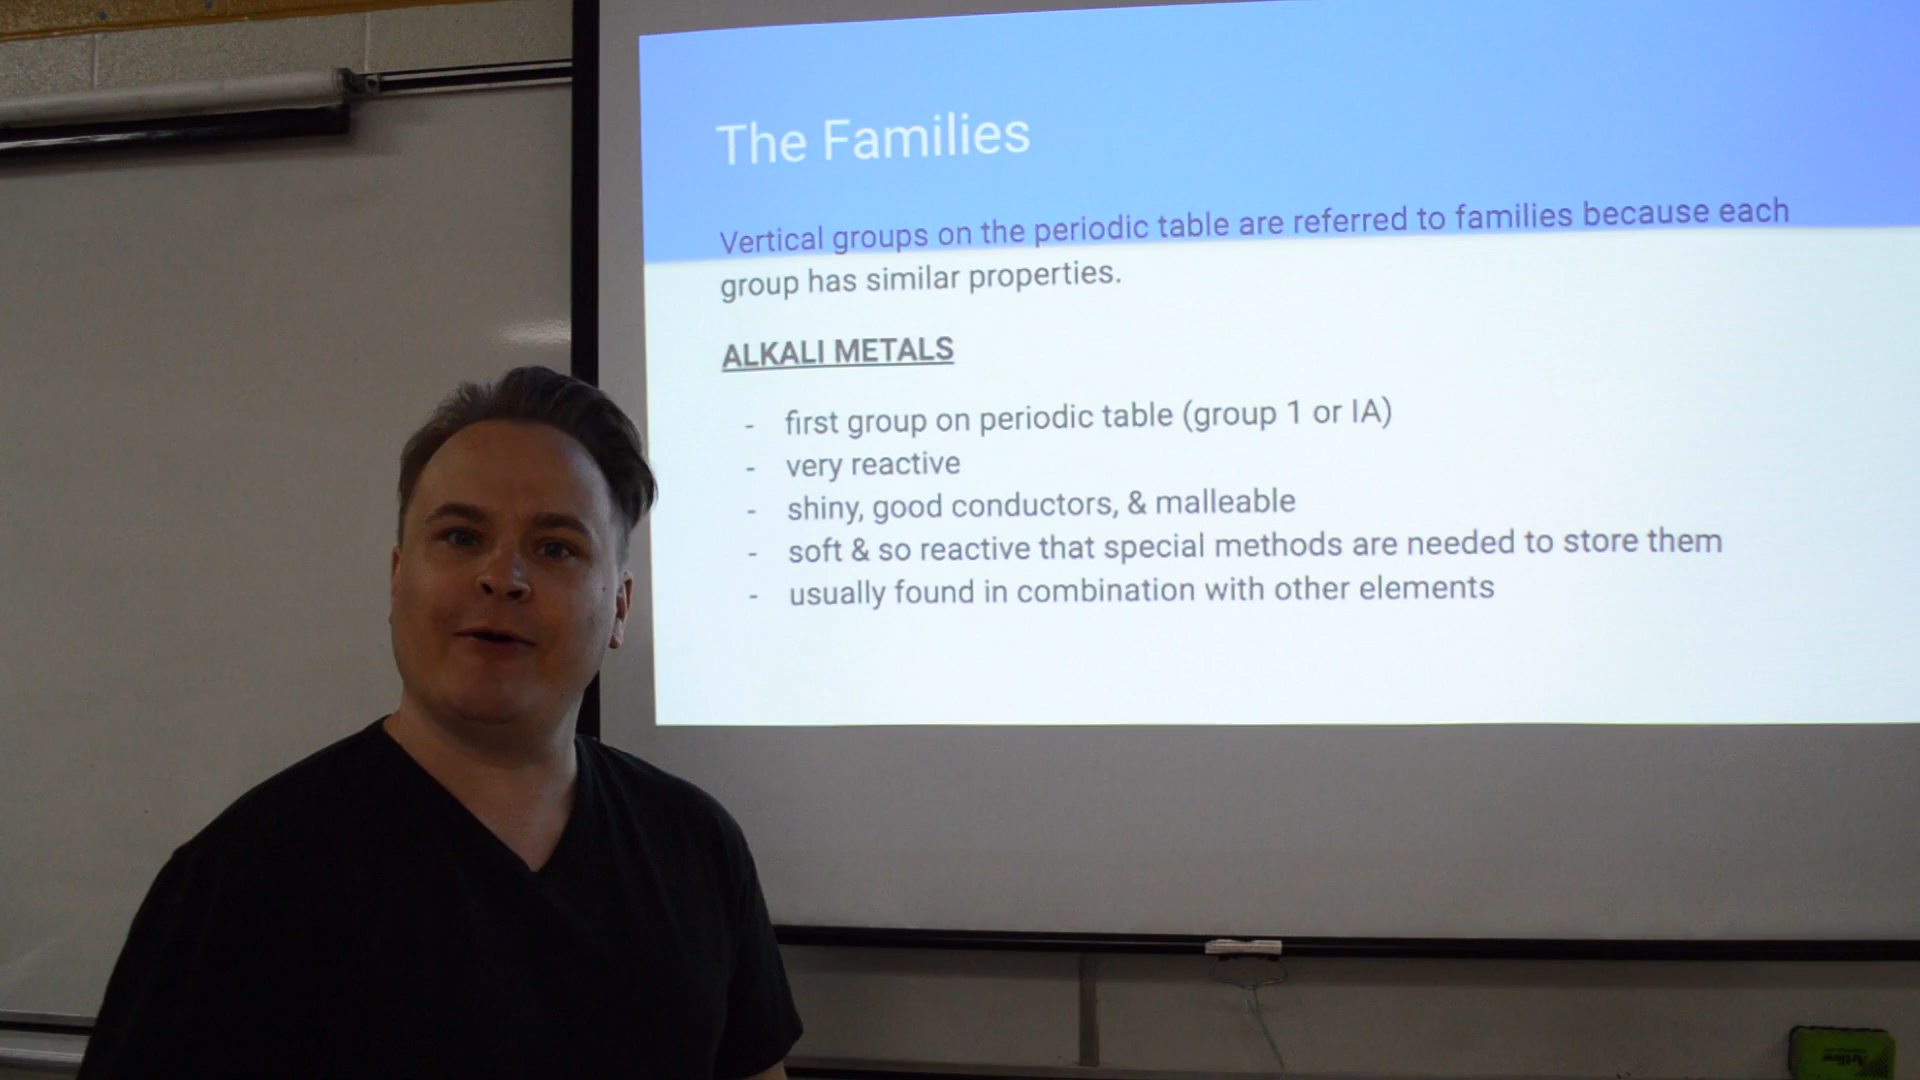 The Families
Vertical groups on the periodic table are referred to families because each
group has similar properties.
ALKALI METALS
- first group on periodic table (group 1 or IA)
- very reactive
- shiny, good conductors, & malleable
- soft & so reactive that special methods are needed to store them
- usually found in combination with other elements